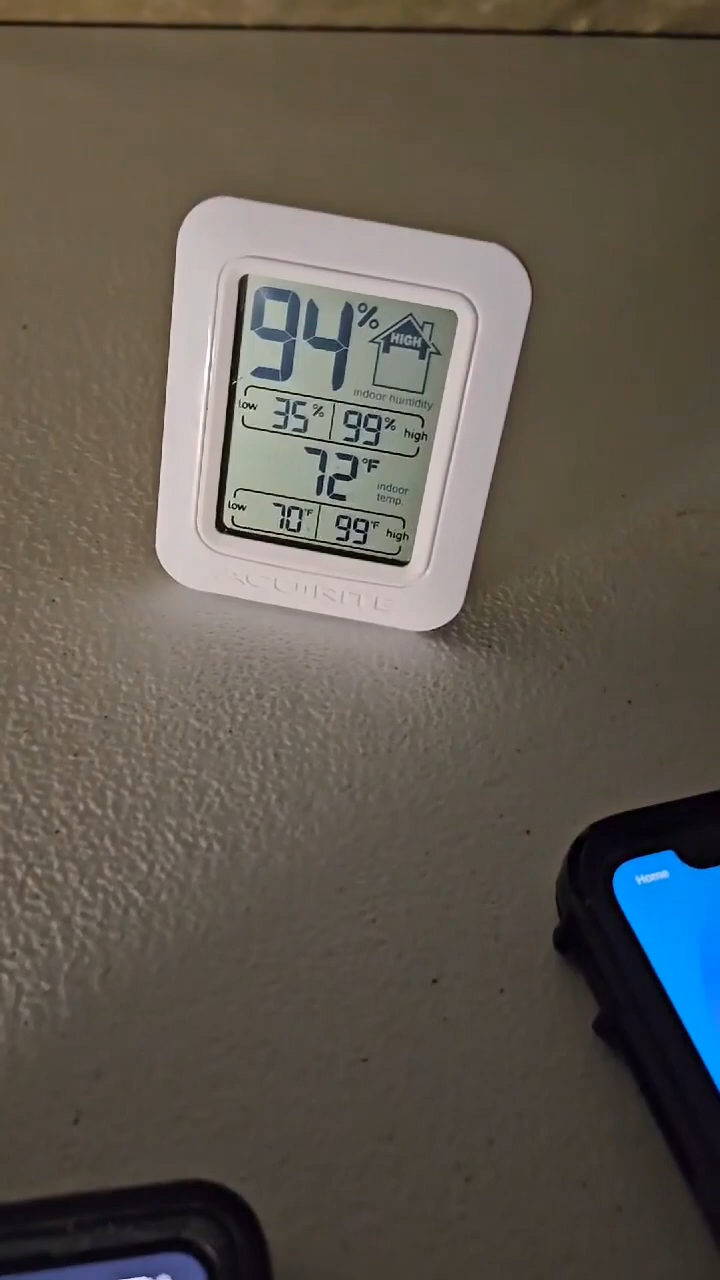 94%
HIGH
indoor humidity
low 35% 99% high
72°F
indoor
temp.
low 70°F 99°F high
ACURITE
Home